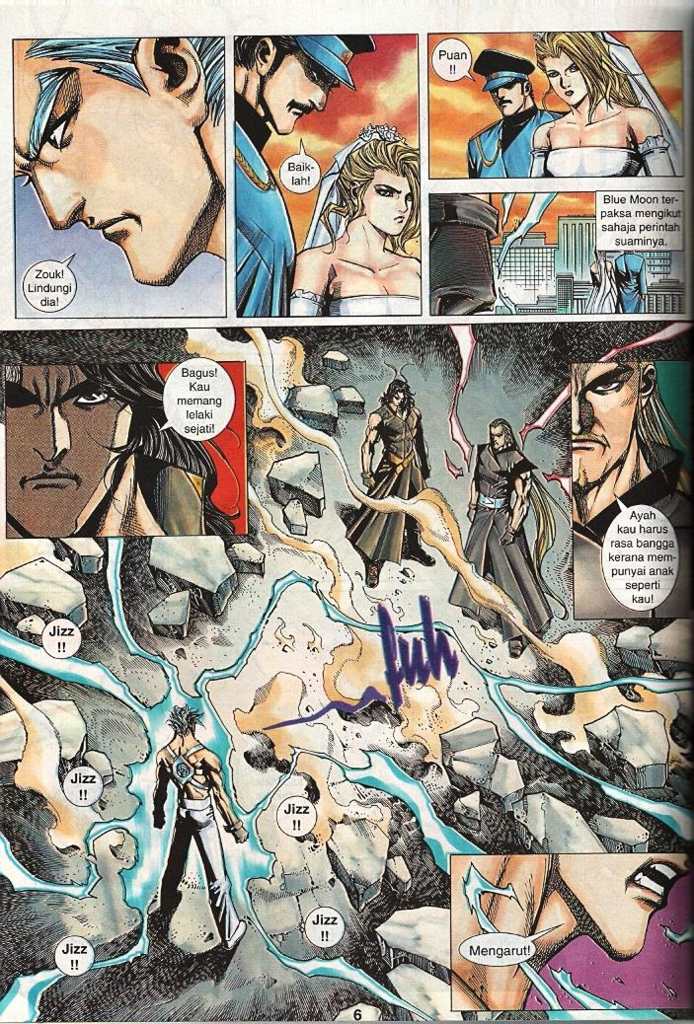 Zouk!
Lindungi
dia!
Baik-
lah!
Puan
!!
Blue Moon ter-
paksa mengikut
sahaja perintah
suaminya.
Bagus!
Kau
memang
lelaki
sejati!
Ayah
kau harus
rasa bangga
kerana mem-
punyai anak
seperti
kau!
Jizz
!!
fuh
Jizz
!!
Jizz
!!
Jizz
!!
Jizz
!!
Mengarut!
6